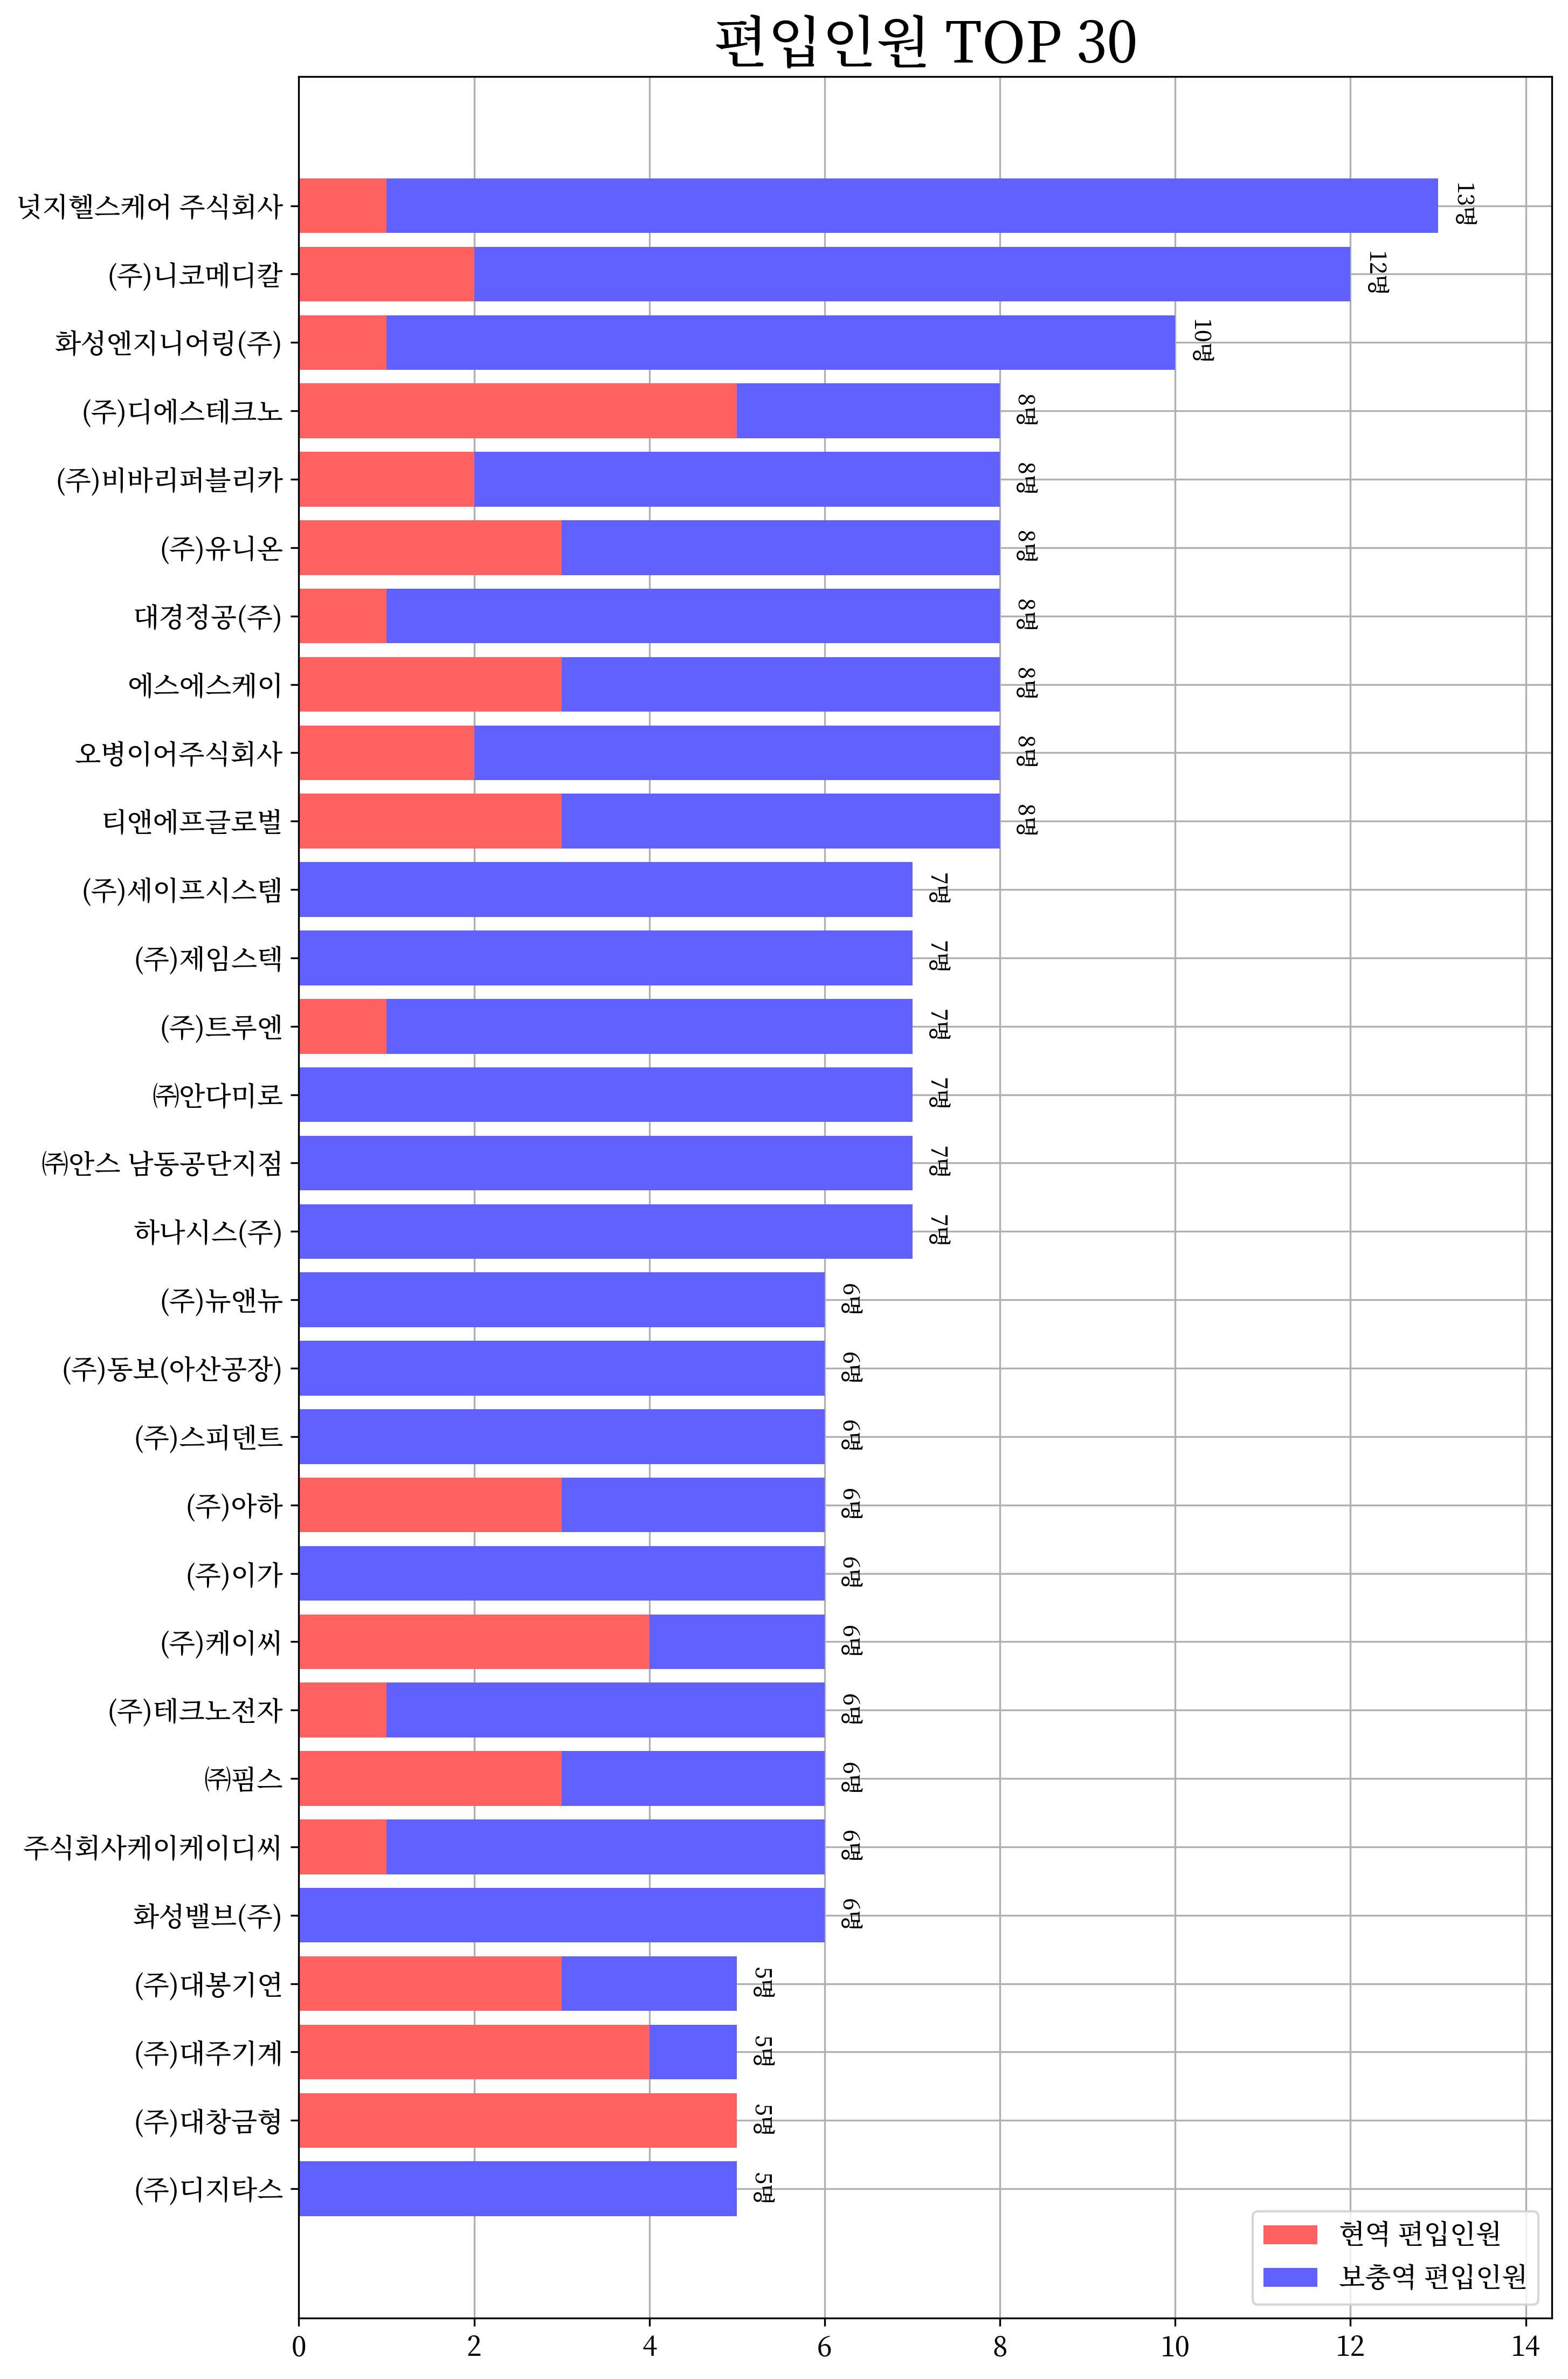 편입인원 TOP 30
넛지헬스케어 주식회사 13명
(주)니코메디칼 12명
화성엔지니어링(주) 10명
(주)디에스테크노 8명
(주)비바리퍼블리카 8명
(주)유니온 8명
대경정공(주) 8명
에스에스케이 8명
오병이어주식회사 8명
티앤에프글로벌 8명
(주)세이프시스템 7명
(주)제임스텍 7명
(주)트루엔 7명
㈜안다미로 7명
㈜안스 남동공단지점 7명
하나시스(주) 7명
(주)뉴앤뉴 6명
(주)동보(아산공장) 6명
(주)스피덴트 6명
(주)아하 6명
(주)이가 6명
(주)케이씨 6명
(주)테크노전자 6명
㈜핌스 6명
주식회사케이케이디씨 6명
화성밸브(주) 6명
(주)대봉기연 5명
(주)대주기계 5명
(주)대창금형 5명
(주)디지타스 5명
현역 편입인원
보충역 편입인원
0 2 4 6 8 10 12 14